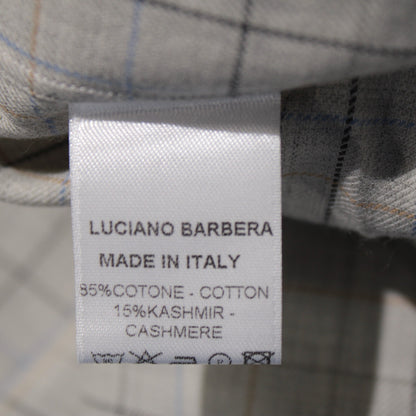 LUCIANO BARBERA
MADE IN ITALY
85%COTONE - COTTON
15%KASHMIR -
CASHMERE